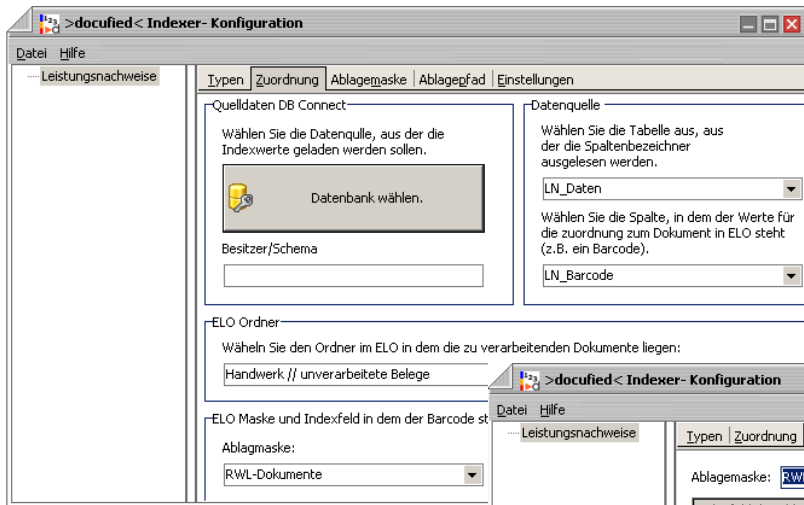 >docufied< Indexer- Konfiguration
Datei Hilfe
Leistungsnachweise
Typen Zuordnung Ablagemaske Ablagepfad Einstellungen
Quelldaten DB Connect
Wählen Sie die Datenqulle, aus der die
Indexwerte geladen werden sollen.
Datenbank wählen.
Besitzer/Schema
Datenquelle
Wählen Sie die Tabelle aus, aus
der die Spaltenbezeichner
ausgelesen werden.
LN_Daten
Wählen Sie die Spalte, in dem der Werte für
die zuordnung zum Dokument in ELO steht
(z.B. ein Barcode).
LN_Barcode
ELO Ordner
Wäheln Sie den Ordner im ELO in dem die zu verarbeitenden Dokumente liegen:
Handwerk // unverarbeitete Belege
ELO Maske und Indexfeld in dem der Barcode st
Ablagmaske:
RWL-Dokumente
>docufied< Indexer- Konfiguration
Datei Hilfe
Leistungsnachweise
Typen Zuordnung
Ablagemaske: RWL